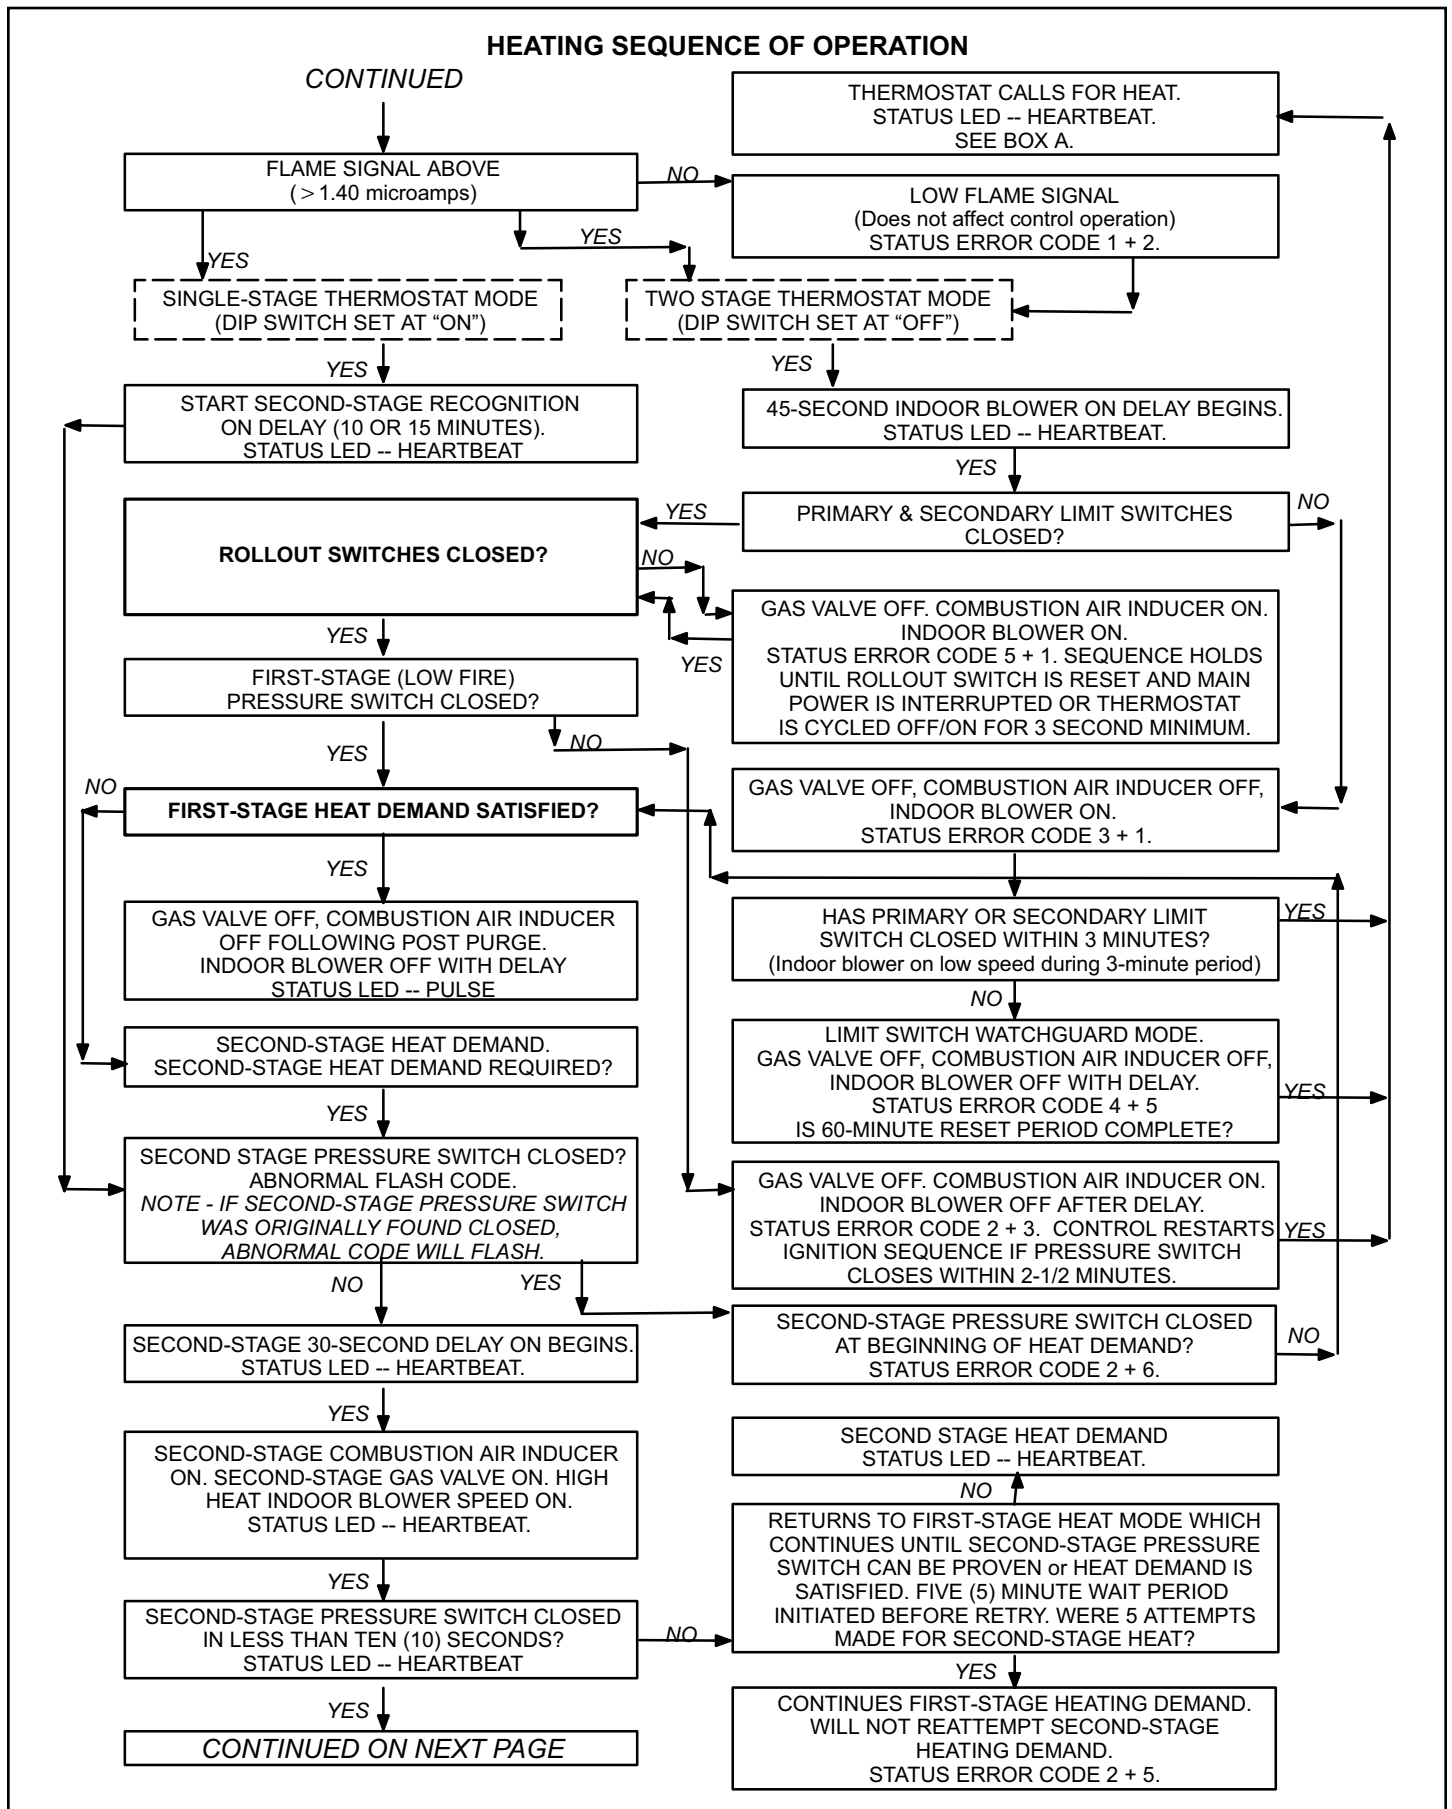 HEATING SEQUENCE OF OPERATION
CONTINUED
THERMOSTAT CALLS FOR HEAT.
STATUS LED -- HEARTBEAT.
SEE BOX A.
FLAME SIGNAL ABOVE
(>1.40 microamps)
NO
LOW FLAME SIGNAL
(Does not affect control operation)
STATUS ERROR CODE 1 + 2.
YES
YES
SINGLE-STAGE THERMOSTAT MODE
(DIP SWITCH SET AT “ON”)
TWO STAGE THERMOSTAT MODE
(DIP SWITCH SET AT “OFF”)
YES
YES
START SECOND-STAGE RECOGNITION
ON DELAY (10 OR 15 MINUTES).
STATUS LED -- HEARTBEAT
45-SECOND INDOOR BLOWER ON DELAY BEGINS.
STATUS LED -- HEARTBEAT.
YES
PRIMARY & SECONDARY LIMIT SWITCHES
CLOSED?
NO
YES
ROLLOUT SWITCHES CLOSED?
NO
GAS VALVE OFF. COMBUSTION AIR INDUCER ON.
INDOOR BLOWER ON.
STATUS ERROR CODE 5 + 1. SEQUENCE HOLDS
UNTIL ROLLOUT SWITCH IS RESET AND MAIN
POWER IS INTERRUPTED OR THERMOSTAT
IS CYCLED OFF/ON FOR 3 SECOND MINIMUM.
YES
YES
FIRST-STAGE (LOW FIRE)
PRESSURE SWITCH CLOSED?
YES
NO
GAS VALVE OFF, COMBUSTION AIR INDUCER OFF,
INDOOR BLOWER ON.
STATUS ERROR CODE 3 + 1.
NO
FIRST-STAGE HEAT DEMAND SATISFIED?
YES
GAS VALVE OFF, COMBUSTION AIR INDUCER
OFF FOLLOWING POST PURGE.
INDOOR BLOWER OFF WITH DELAY
STATUS LED -- PULSE
HAS PRIMARY OR SECONDARY LIMIT
SWITCH CLOSED WITHIN 3 MINUTES?
(Indoor blower on low speed during 3-minute period)
YES
NO
SECOND-STAGE HEAT DEMAND.
SECOND-STAGE HEAT DEMAND REQUIRED?
LIMIT SWITCH WATCHGUARD MODE.
GAS VALVE OFF, COMBUSTION AIR INDUCER OFF,
INDOOR BLOWER OFF WITH DELAY.
STATUS ERROR CODE 4 + 5
IS 60-MINUTE RESET PERIOD COMPLETE?
YES
YES
SECOND STAGE PRESSURE SWITCH CLOSED?
ABNORMAL FLASH CODE.
NOTE - IF SECOND-STAGE PRESSURE SWITCH
WAS ORIGINALLY FOUND CLOSED,
ABNORMAL CODE WILL FLASH.
GAS VALVE OFF. COMBUSTION AIR INDUCER ON.
INDOOR BLOWER OFF AFTER DELAY.
STATUS ERROR CODE 2 + 3. CONTROL RESTARTS
IGNITION SEQUENCE IF PRESSURE SWITCH
CLOSES WITHIN 2-1/2 MINUTES.
YES
NO
YES
SECOND-STAGE PRESSURE SWITCH CLOSED
AT BEGINNING OF HEAT DEMAND?
STATUS ERROR CODE 2 + 6.
NO
SECOND-STAGE 30-SECOND DELAY ON BEGINS.
STATUS LED -- HEARTBEAT.
YES
SECOND STAGE HEAT DEMAND
STATUS LED -- HEARTBEAT.
SECOND-STAGE COMBUSTION AIR INDUCER
ON. SECOND-STAGE GAS VALVE ON. HIGH
HEAT INDOOR BLOWER SPEED ON.
STATUS LED -- HEARTBEAT.
NO
RETURNS TO FIRST-STAGE HEAT MODE WHICH
CONTINUES UNTIL SECOND-STAGE PRESSURE
SWITCH CAN BE PROVEN or HEAT DEMAND IS
SATISFIED. FIVE (5) MINUTE WAIT PERIOD
INITIATED BEFORE RETRY. WERE 5 ATTEMPTS
MADE FOR SECOND-STAGE HEAT?
YES
SECOND-STAGE PRESSURE SWITCH CLOSED
IN LESS THAN TEN (10) SECONDS?
STATUS LED -- HEARTBEAT
NO
YES
YES
CONTINUES FIRST-STAGE HEATING DEMAND.
WILL NOT REATTEMPT SECOND-STAGE
HEATING DEMAND.
STATUS ERROR CODE 2 + 5.
CONTINUED ON NEXT PAGE